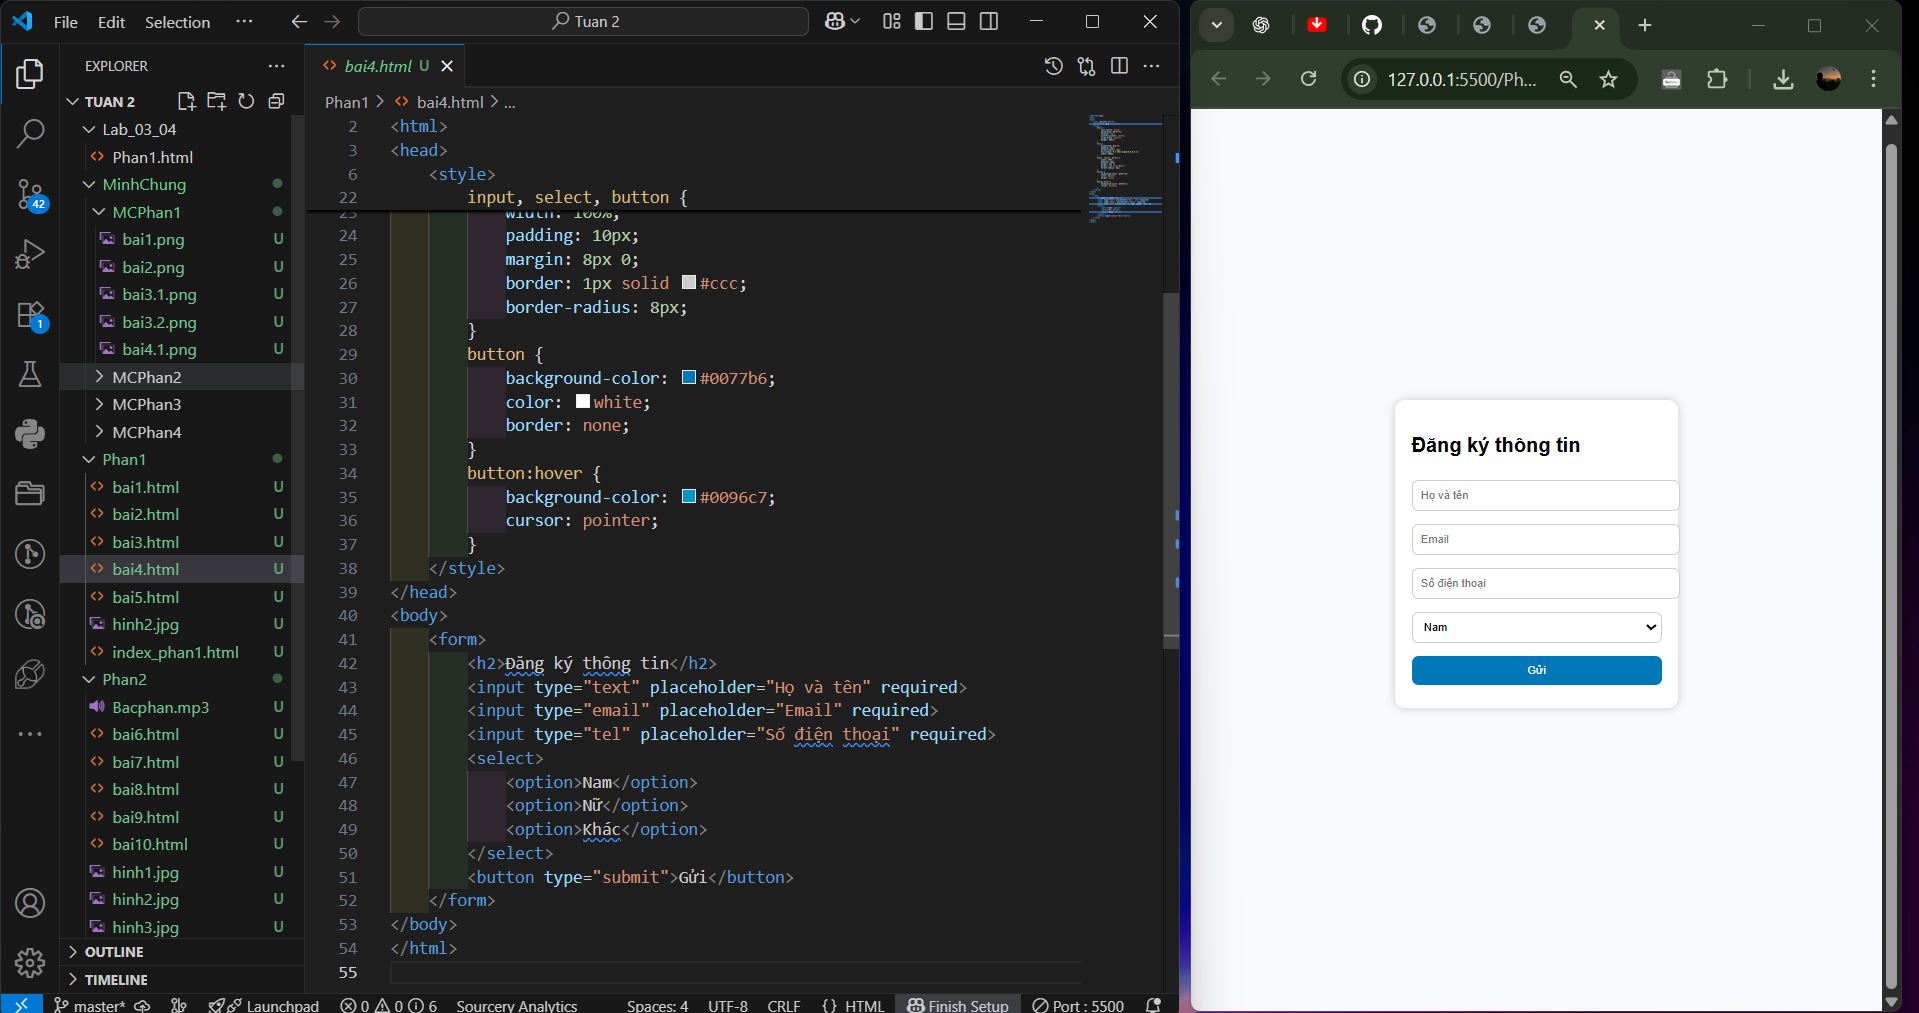 File Edit Selection ···
Tuan 2
EXPLORER
TUAN 2
Lab_03_04
Phan1.html
MinhChung
MCPhan1
bai1.png U
bai2.png U
bai3.1.png U
bai3.2.png U
bai4.1.png U
MCPhan2
MCPhan3
MCPhan4
Phan1
bai1.html U
bai2.html U
bai3.html U
bai4.html U
bai5.html U
hinh2.jpg U
index_phan1.html U
Phan2
Bacphan.mp3 U
bai6.html U
bai7.html U
bai8.html U
bai9.html U
bai10.html U
hinh1.jpg U
hinh2.jpg U
hinh3.jpg U
OUTLINE
TIMELINE
42
1
bai4.html U
Phan1 > bai4.html > ...
2 <html>
3 <head>
6 <style>
22 input, select, button {
23 width: 100%;
24 padding: 10px;
25 margin: 8px 0;
26 border: 1px solid #ccc;
27 border-radius: 8px;
28 }
29 button {
30 background-color: #0077b6;
31 color: white;
32 border: none;
33 }
34 button:hover {
35 background-color: #0096c7;
36 cursor: pointer;
37 }
38 </style>
39 </head>
40 <body>
41 <form>
42 <h2>Đăng ký thông tin</h2>
43 <input type="text" placeholder="Họ và tên" required>
44 <input type="email" placeholder="Email" required>
45 <input type="tel" placeholder="Số điện thoại" required>
46 <select>
47 <option>Nam</option>
48 <option>Nữ</option>
49 <option>Khác</option>
50 </select>
51 <button type="submit">Gửi</button>
52 </form>
53 </body>
54 </html>
55
master* Launchpad 0 0 6 Sourcery Analytics Spaces: 4 UTF-8 CRLF {} HTML Finish Setup Port : 5500
127.0.0.1:5500/Ph...
Đăng ký thông tin
Họ và tên
Email
Số điện thoại
Nam
Gửi